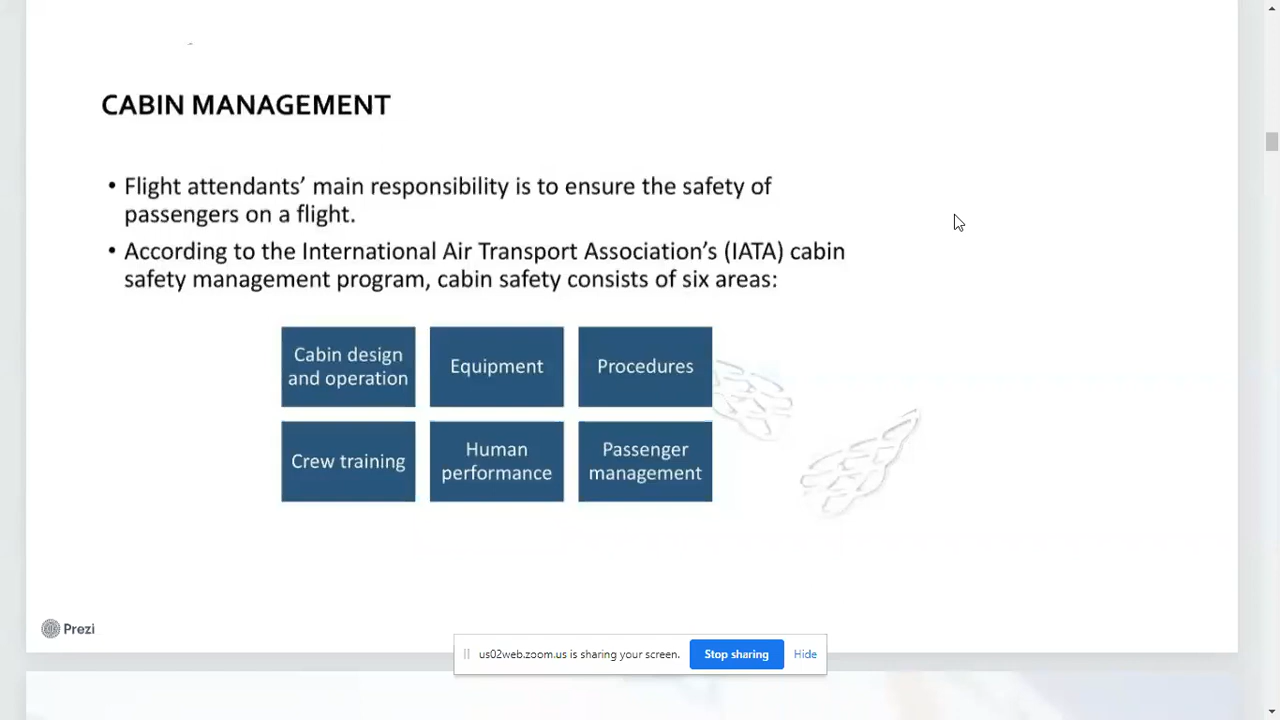 CABIN MANAGEMENT
• Flight attendants’ main responsibility is to ensure the safety of
passengers on a flight.
• According to the International Air Transport Association’s (IATA) cabin
safety management program, cabin safety consists of six areas:
Cabin design
and operation
Equipment
Procedures
Crew training
Human
performance
Passenger
management
Prezi
us02web.zoom.us is sharing your screen.
Stop sharing
Hide